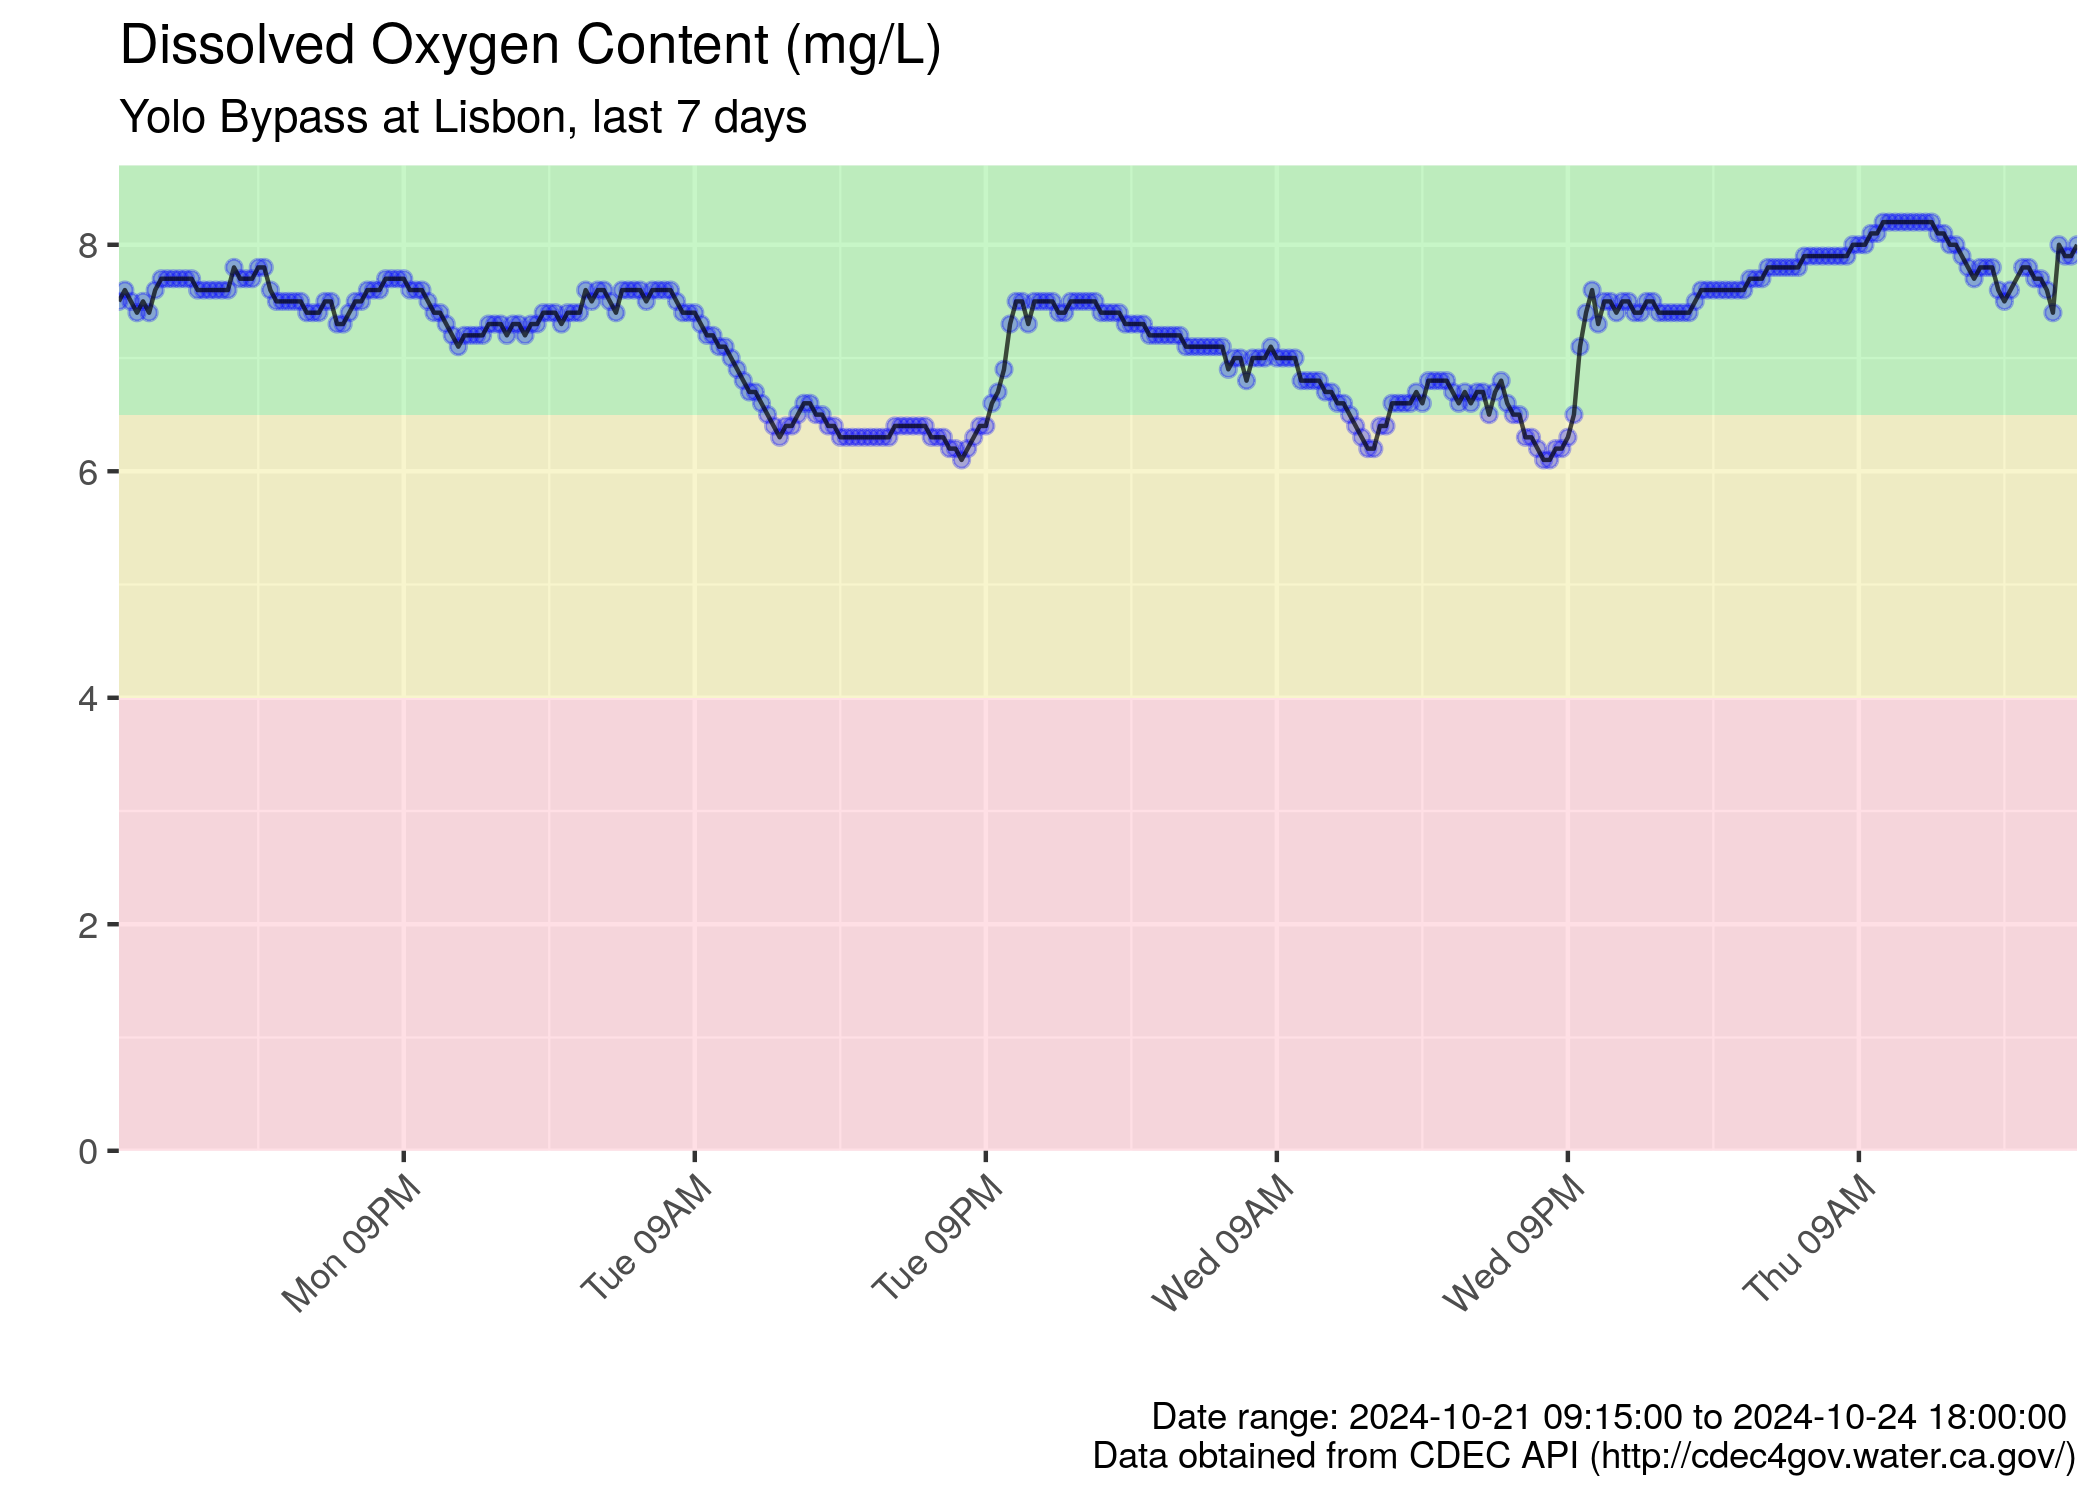 Dissolved Oxygen Content (mg/L)
Yolo Bypass at Lisbon, last 7 days
8
6
4
2
0
Mon 09PM
Tue 09AM
Tue 09PM
Wed 09AM
Wed 09PM
Thu 09AM
Date range: 2024-10-21 09:15:00 to 2024-10-24 18:00:00
Data obtained from CDEC API (http://cdec4gov.water.ca.gov/)